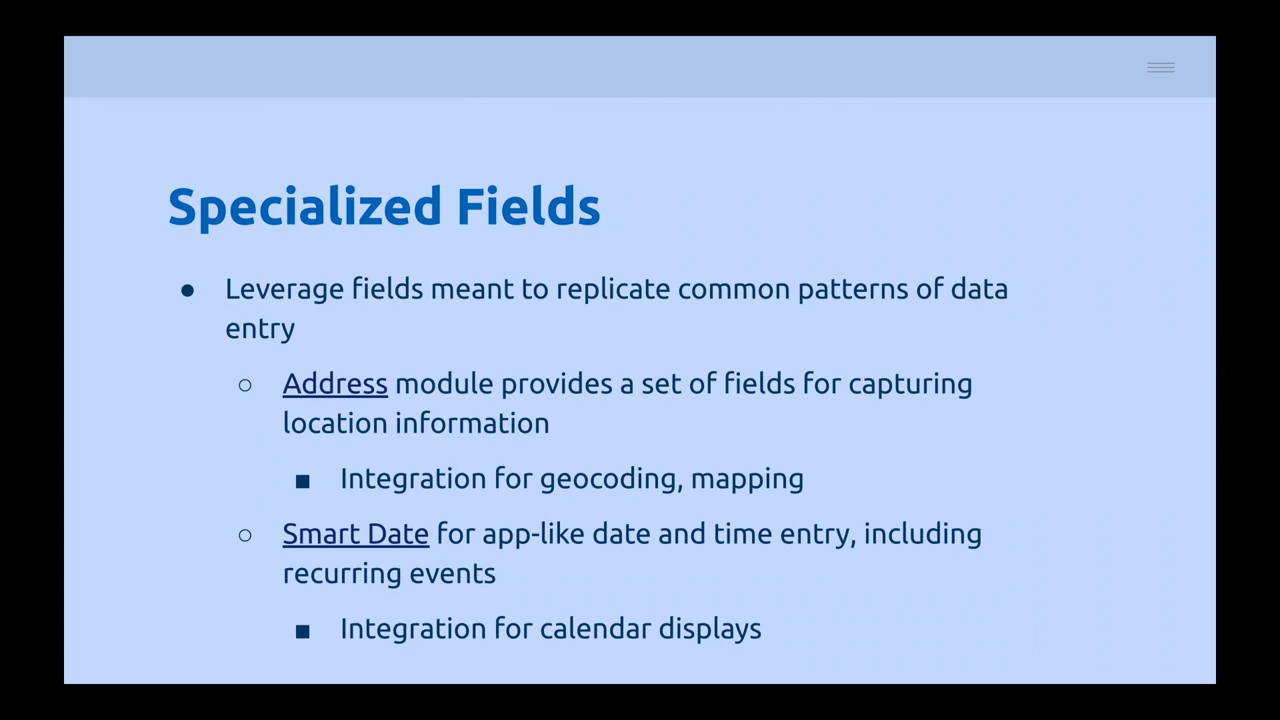 Specialized Fields
● Leverage fields meant to replicate common patterns of data
entry
○ Address module provides a set of fields for capturing
location information
■ Integration for geocoding, mapping
○ Smart Date for app-like date and time entry, including
recurring events
■ Integration for calendar displays